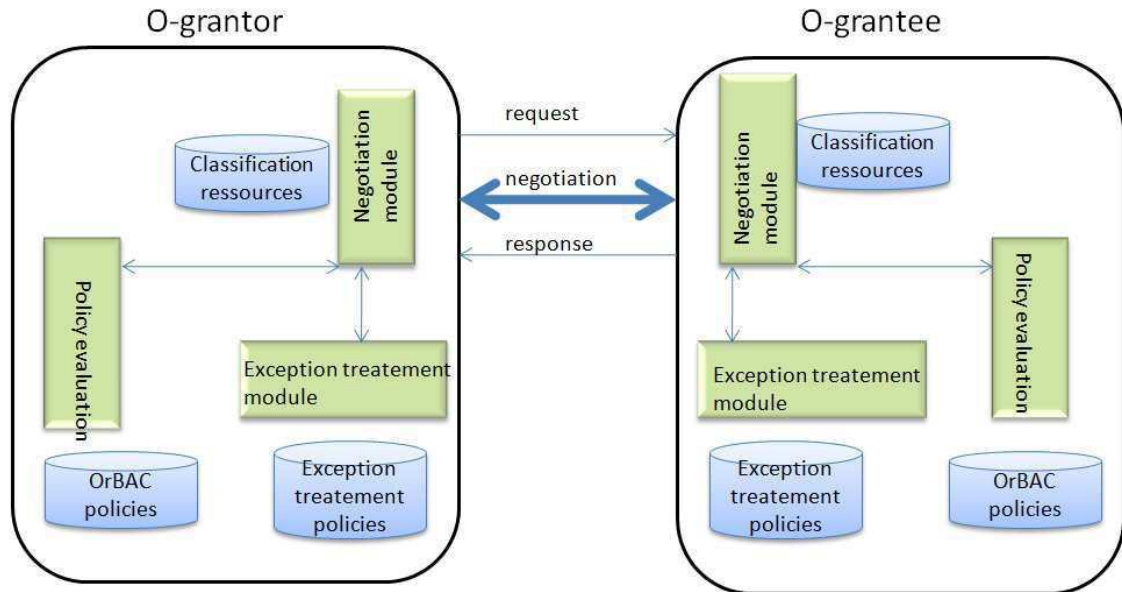 O-grantor
O-grantee
Classification
ressources
Negotiation
module
Policy evaluation
Exception treatement
module
OrBAC
policies
Exception
treatement
policies
request
negotiation
response
Negotiation
module
Classification
ressources
Policy evaluation
Exception treatement
module
Exception
treatement
policies
OrBAC
policies